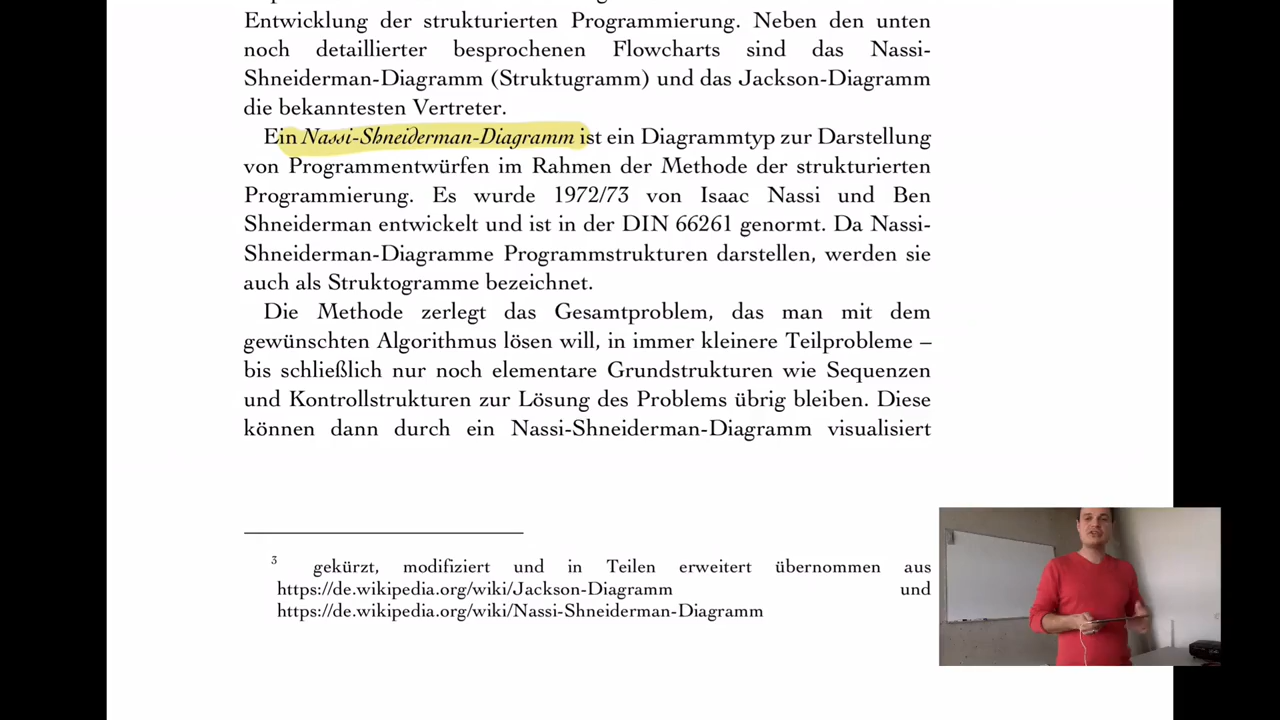 Entwicklung der strukturierten Programmierung. Neben den unten
noch detaillierter besprochenen Flowcharts sind das Nassi-
Shneiderman-Diagramm (Struktugramm) und das Jackson-Diagramm
die bekanntesten Vertreter.
Ein Nassi-Shneiderman-Diagramm ist ein Diagrammtyp zur Darstellung
von Programmentwürfen im Rahmen der Methode der strukturierten
Programmierung. Es wurde 1972/73 von Isaac Nassi und Ben
Shneiderman entwickelt und ist in der DIN 66261 genormt. Da Nassi-
Shneiderman-Diagramme Programmstrukturen darstellen, werden sie
auch als Struktogramme bezeichnet.
Die Methode zerlegt das Gesamtproblem, das man mit dem
gewünschten Algorithmus lösen will, in immer kleinere Teilprobleme –
bis schließlich nur noch elementare Grundstrukturen wie Sequenzen
und Kontrollstrukturen zur Lösung des Problems übrig bleiben. Diese
können dann durch ein Nassi-Shneiderman-Diagramm visualisiert
3 gekürzt, modifiziert und in Teilen erweitert übernommen aus
https://de.wikipedia.org/wiki/Jackson-Diagramm und
https://de.wikipedia.org/wiki/Nassi-Shneiderman-Diagramm